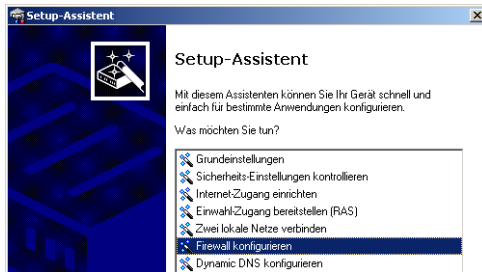 Setup-Assistent
Setup-Assistent
Mit diesem Assistenten können Sie Ihr Gerät schnell und
einfach für bestimmte Anwendungen konfigurieren.
Was möchten Sie tun?
Grundeinstellungen
Sicherheits-Einstellungen kontrollieren
Internet-Zugang einrichten
Einwahl-Zugang bereitstellen (RAS)
Zwei lokale Netze verbinden
Firewall konfigurieren
Dynamic DNS konfigurieren